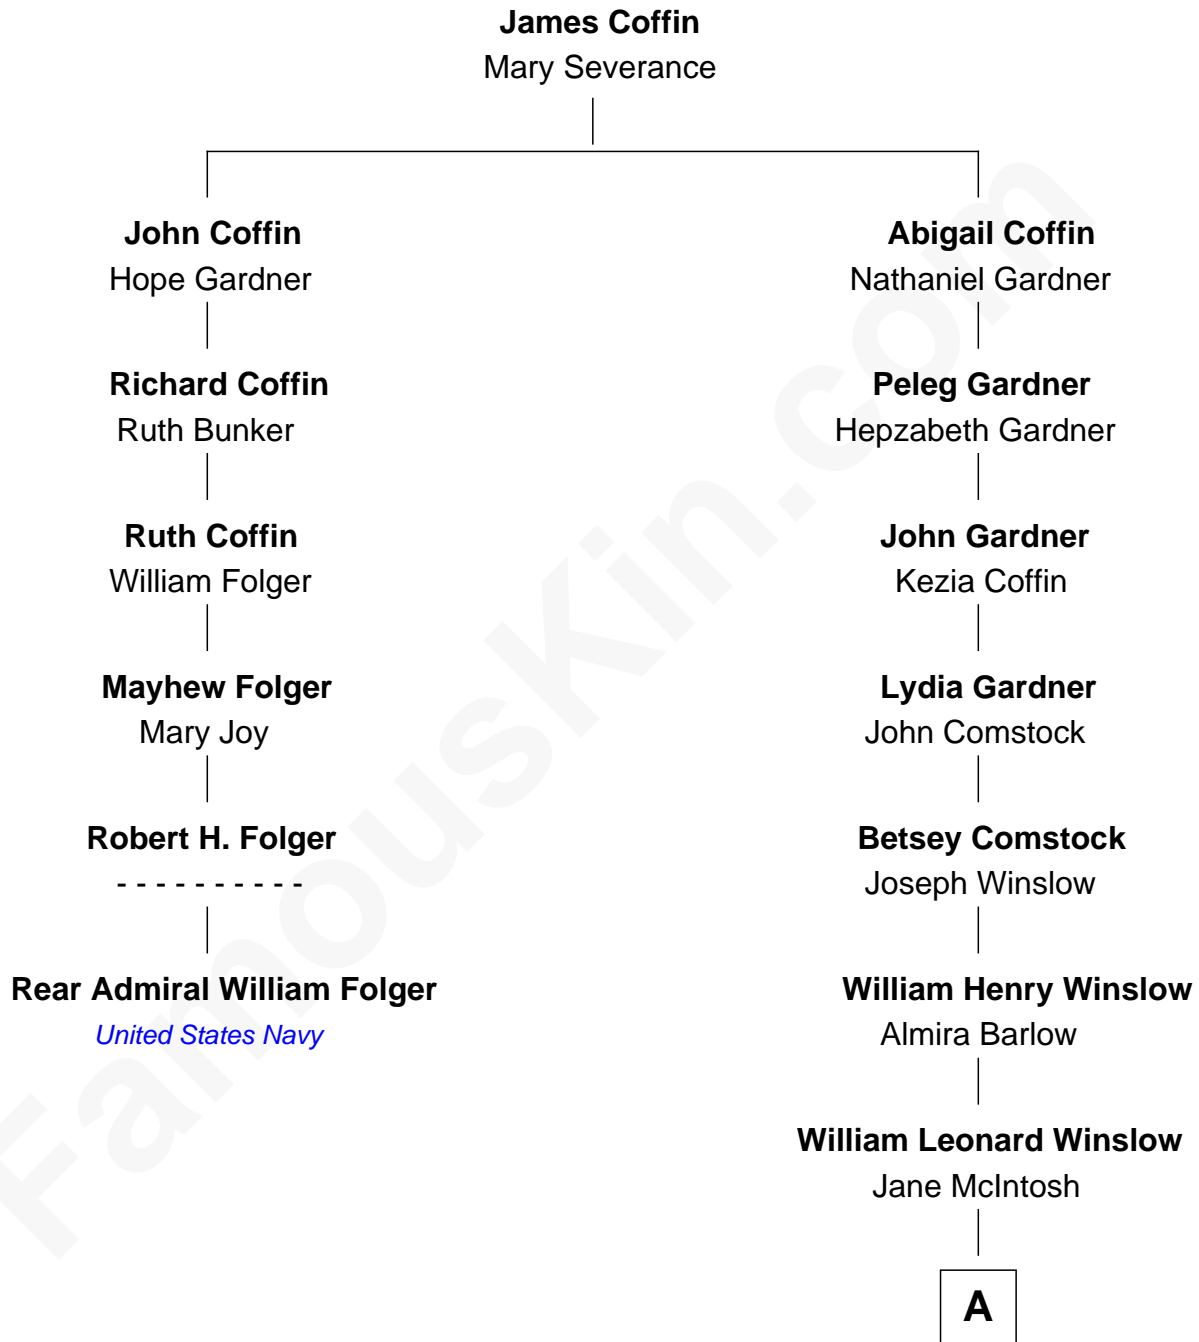 James Coffin
Mary Severance
John Coffin
Hope Gardner
Richard Coffin
Ruth Bunker
Ruth Coffin
William Folger
Mayhew Folger
Mary Joy
Robert H. Folger
- - - - - - - - - -
Rear Admiral William Folger
United States Navy
Abigail Coffin
Nathaniel Gardner
Peleg Gardner
Hepzabeth Gardner
John Gardner
Kezia Coffin
Lydia Gardner
John Comstock
Betsey Comstock
Joseph Winslow
William Henry Winslow
Almira Barlow
William Leonard Winslow
Jane McIntosh
A
FamousKin.com